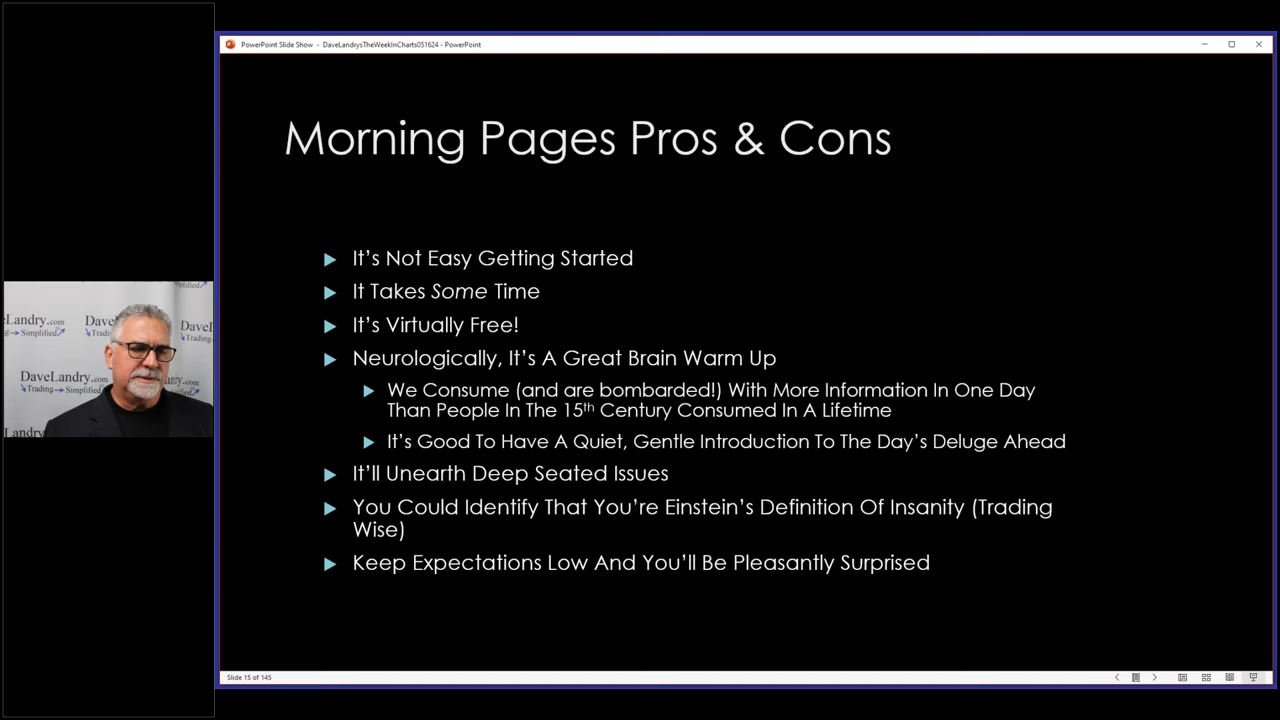 PowerPoint Slide Show - DaveLandrysTheWeekInCharts051624 - PowerPoint
Morning Pages Pros & Cons
It's Not Easy Getting Started
It Takes Some Time
It's Virtually Free!
Neurologically, It's A Great Brain Warm Up
We Consume (and are bombarded!) With More Information In One Day
Than People In The 15th Century Consumed In A Lifetime
It's Good To Have A Quiet, Gentle Introduction To The Day's Deluge Ahead
It'll Unearth Deep Seated Issues
You Could Identify That You're Einstein's Definition Of Insanity (Trading
Wise)
Keep Expectations Low And You'll Be Pleasantly Surprised
Slide 15 of 145
DaveLandry.com
Trading Simplified